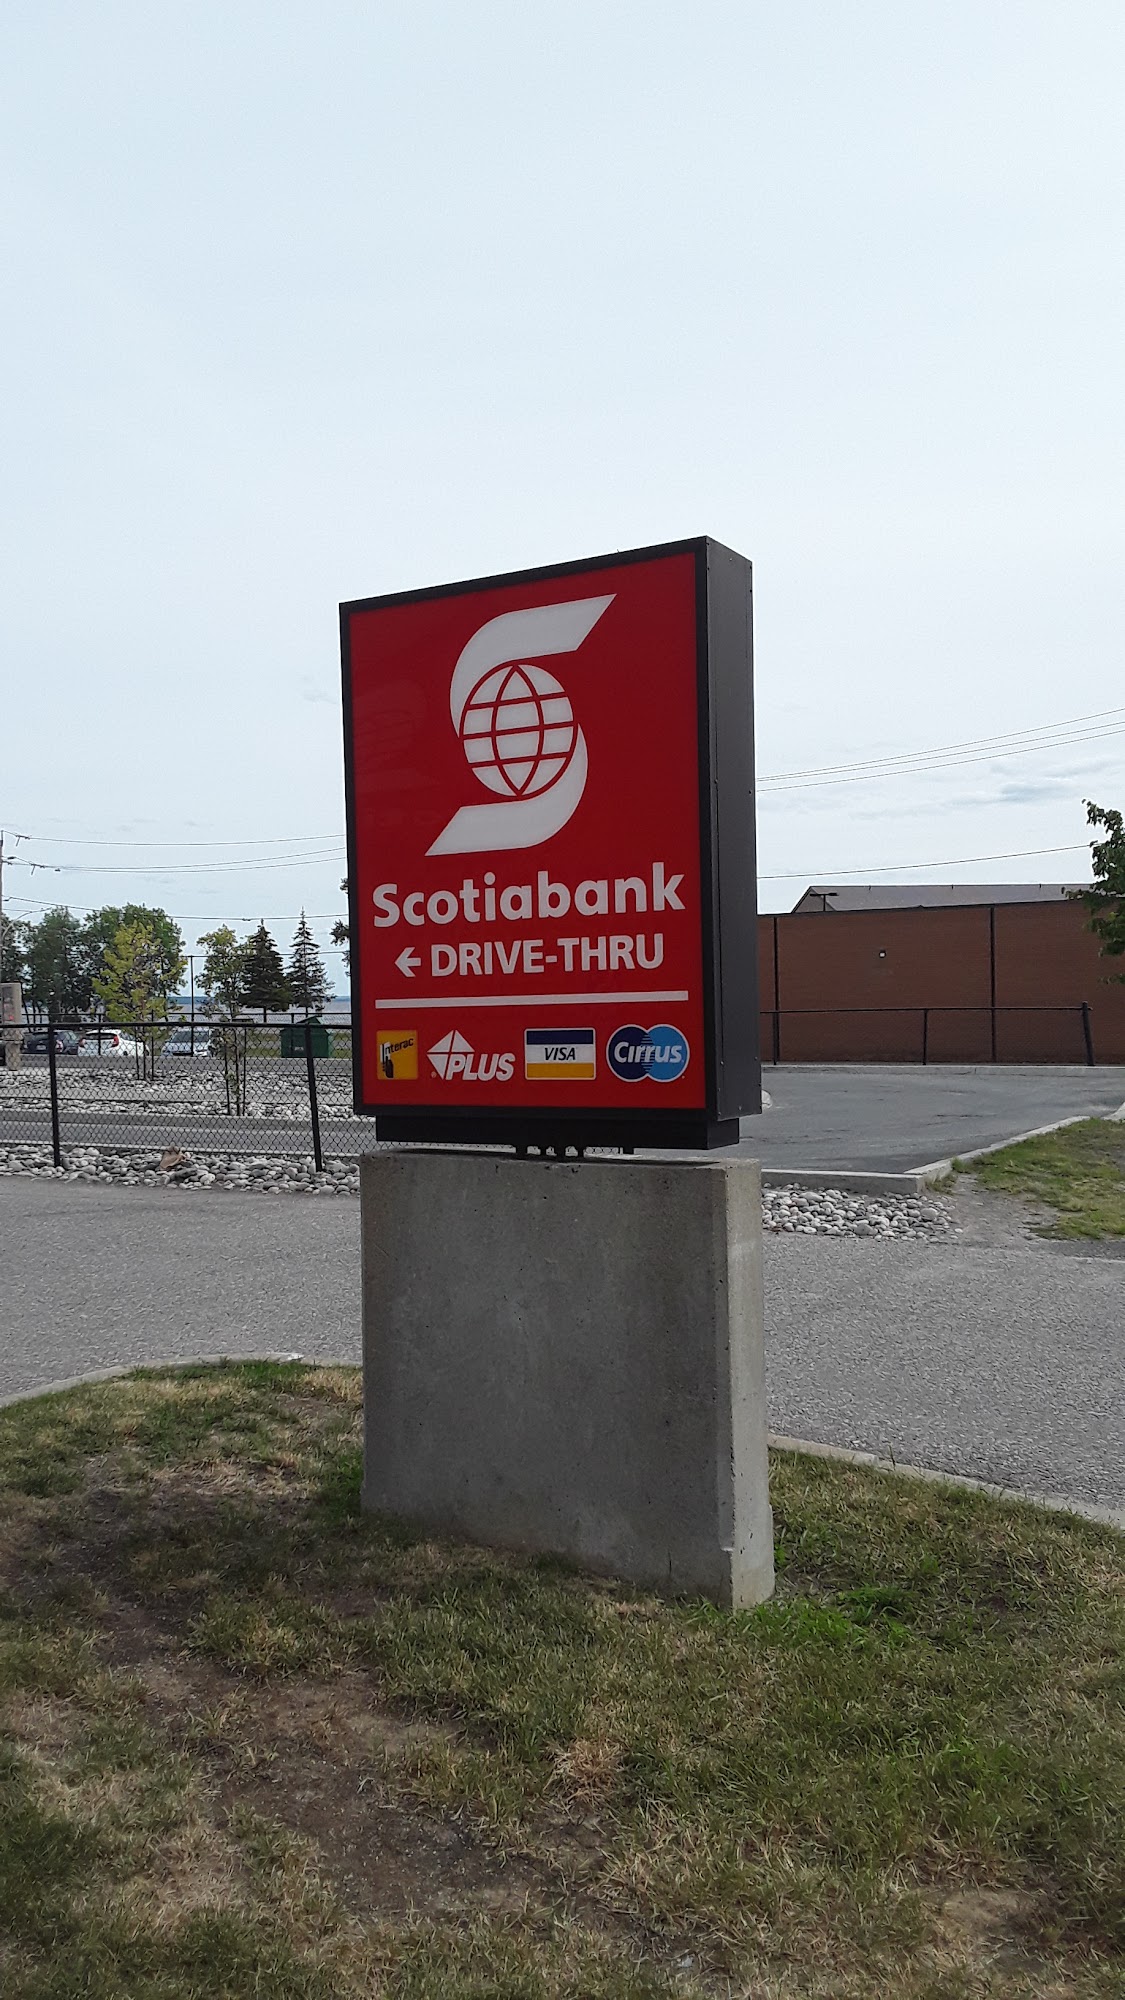 Scotiabank
← DRIVE-THRU
Interac PLUS VISA Cirrus